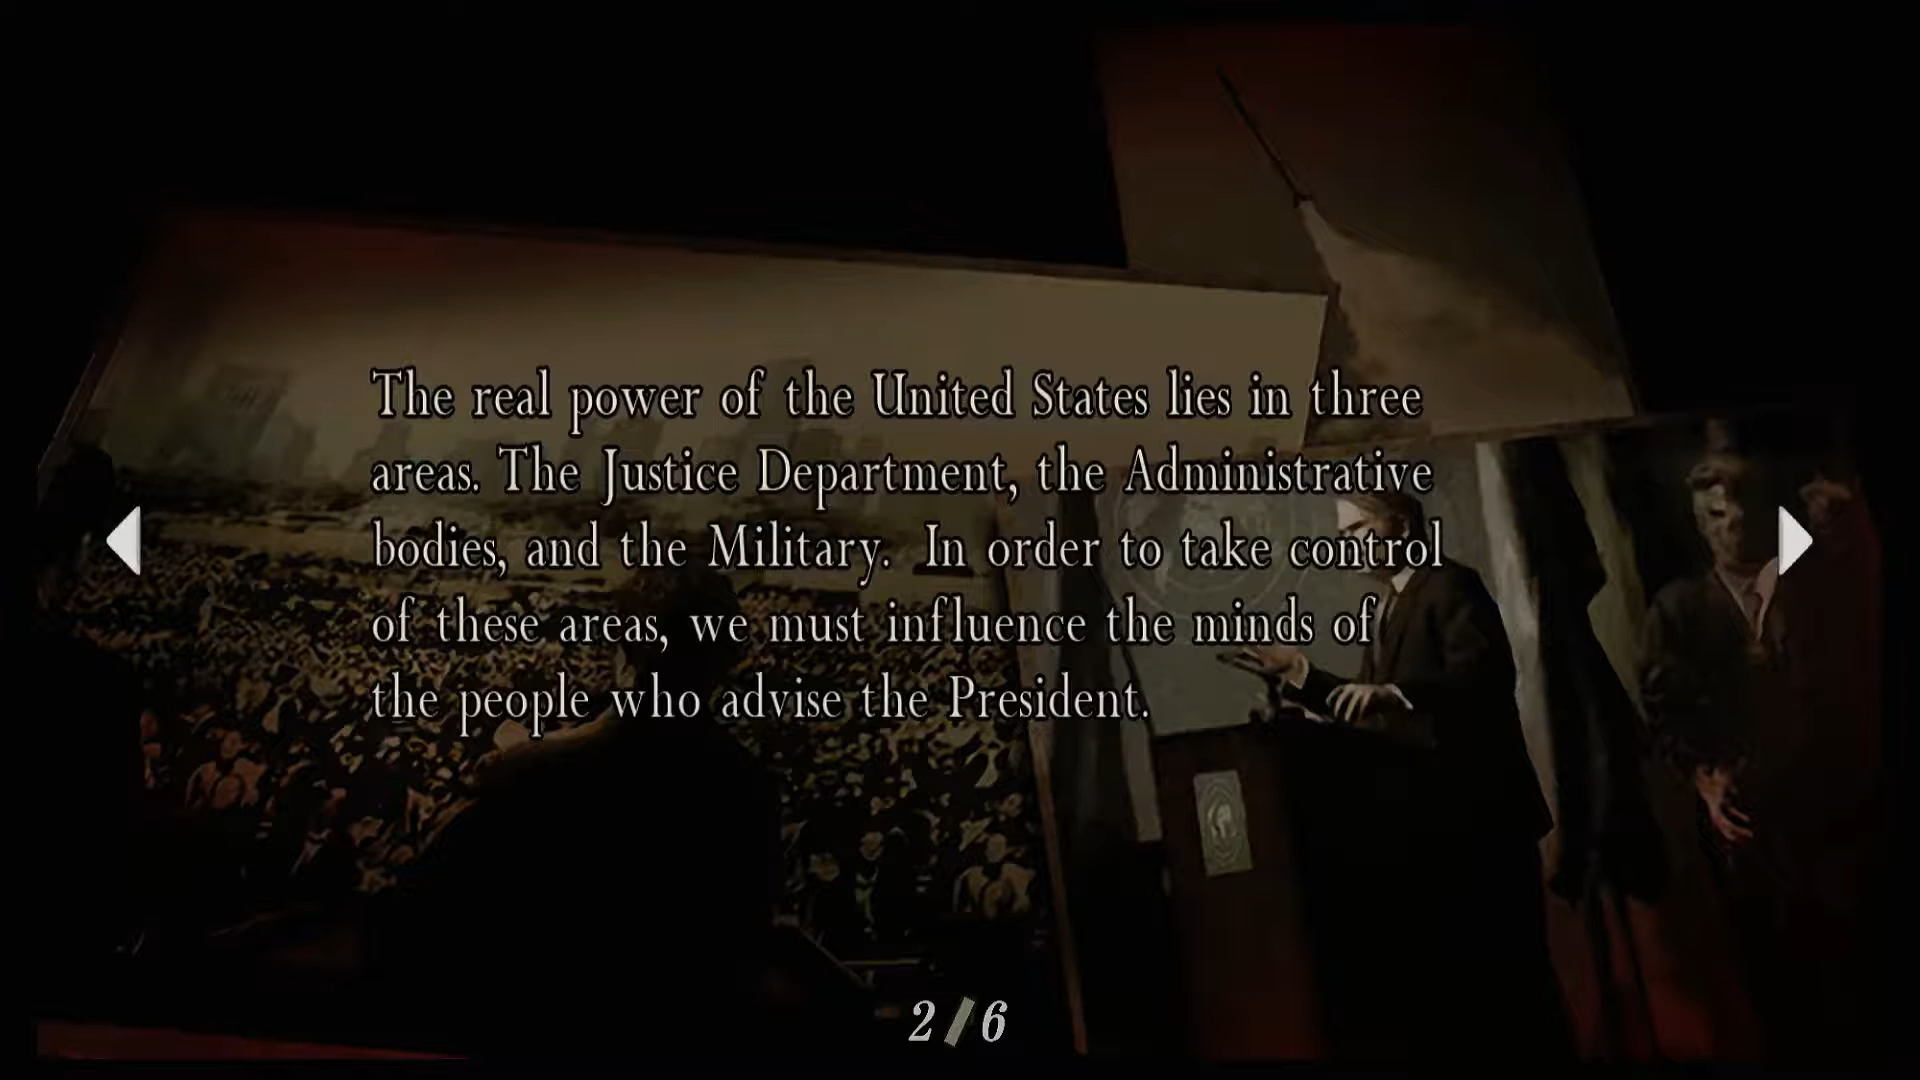 The real power of the United States lies in three
areas. The Justice Department, the Administrative
bodies, and the Military.  In order to take control
of these areas, we must influence the minds of
the people who advise the President.
2/6